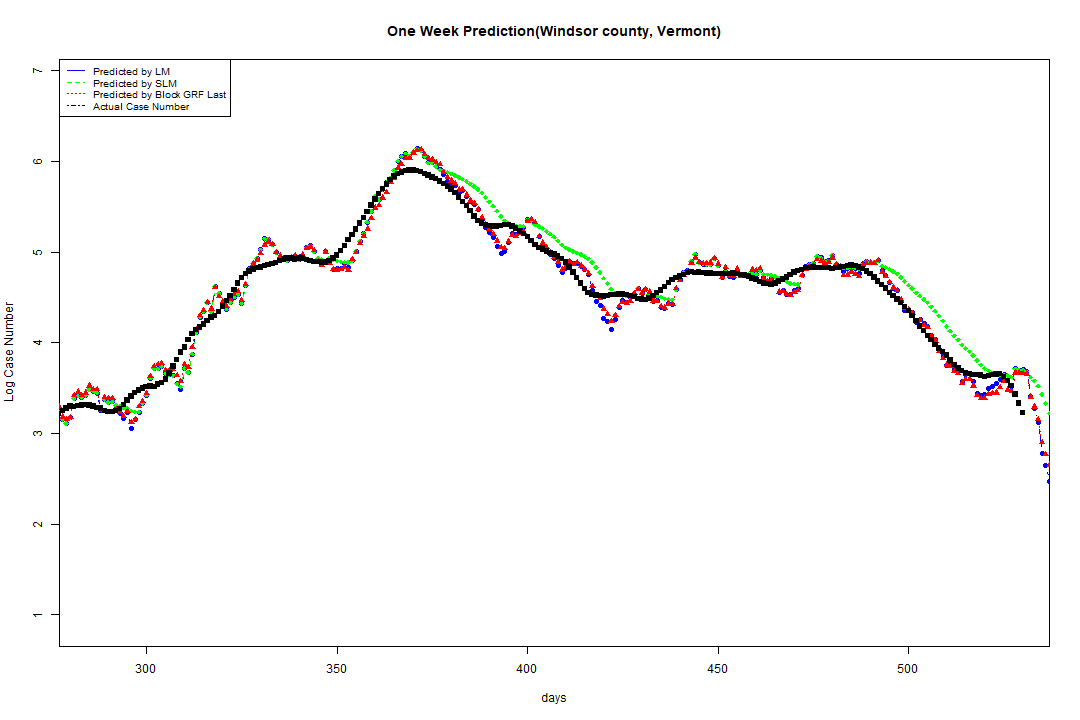 One Week Prediction(Windsor county, Vermont)
Predicted by LM
Predicted by SLM
Predicted by Block GRF Last
Actual Case Number
7
6
5
4
3
2
1
Log Case Number
300 350 400 450 500
days